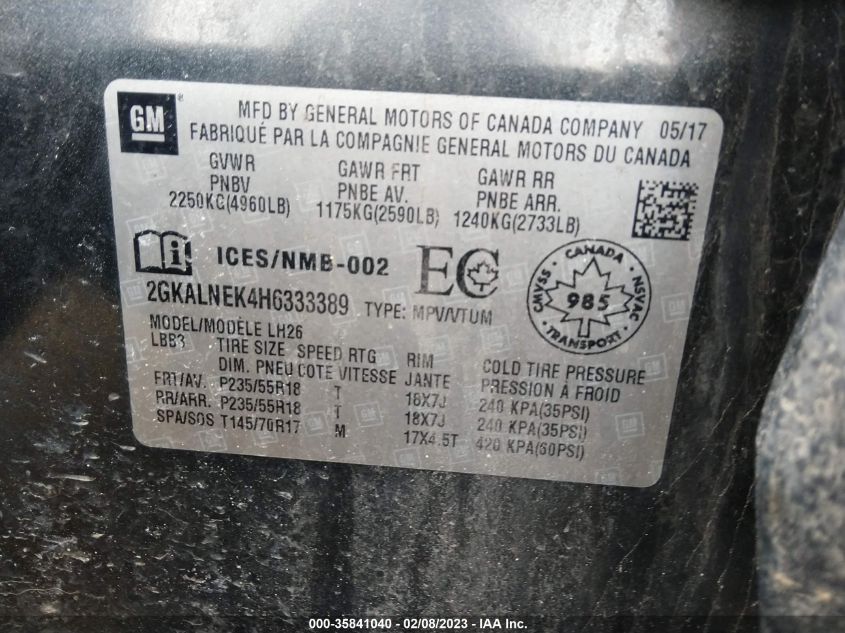 GM ® MFD BY GENERAL MOTORS OF CANADA COMPANY 05/17
FABRIQUÉ PAR LA COMPAGNIE GENERAL MOTORS DU CANADA
GVWR GAWR FRT GAWR RR
PNBV PNBE AV. PNBE ARR.
2250KG(4960LB) 1175KG(2590LB) 1240KG(2733LB)
ICES/NMB-002 EC
CANADA
CMVSS 985 NSVAC
TRANSPORT
2GKALNEK4H6333389 TYPE: MPV/VTUM
MODEL/MODÈLE LH26
LBB3 TIRE SIZE SPEED RTG RIM COLD TIRE PRESSURE
DIM. PNEU COTE VITESSE JANTE PRESSION À FROID
FRT/AV. P235/55R18 T 18X7J 240 KPA(35PSI)
RR/ARR. P235/55R18 T 18X7J 240 KPA(35PSI)
SPA/SOS T145/70R17 M 17X4.5T 420 KPA(60PSI)
000-35841040 - 02/08/2023 - IAA Inc.